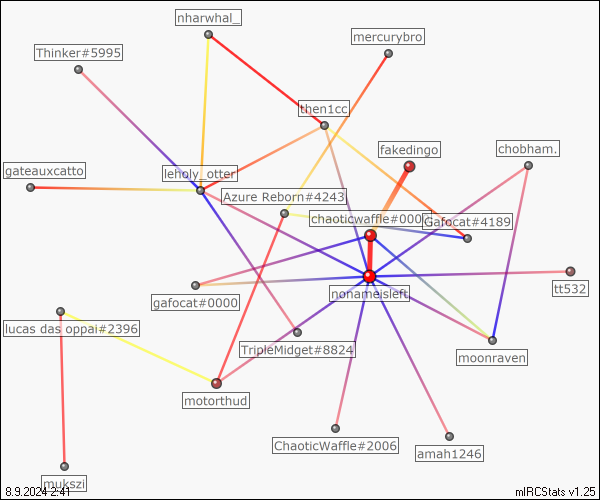 nharwhal_
mercurybro
Thinker#5995
then1cc
fakedingo
chobham.
gateauxcatto
leholy_otter
Azure Reborn#4243
chaoticwaffle#000
Gafocat#4189
tt532
gafocat#0000
nonameisleft
lucas das oppai#2396
TripleMidget#8824
moonraven
motorthud
ChaoticWaffle#2006
amah1246
mukszi
8.9.2024 2:41
mIRCStats v1.25